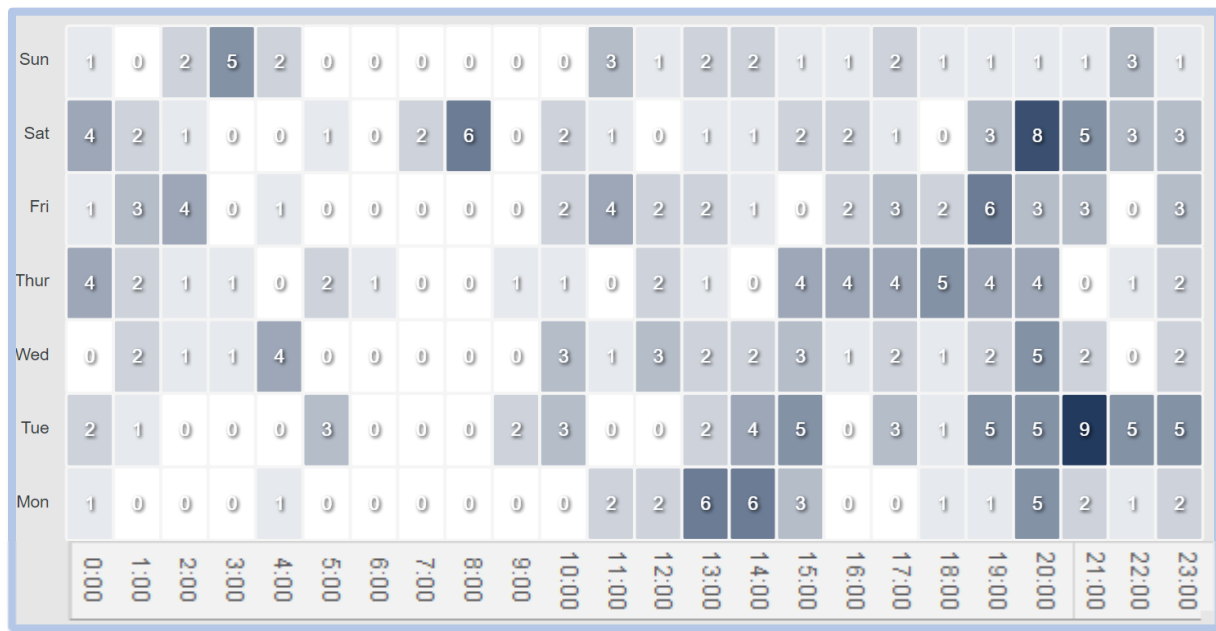 Sun 1 0 2 5 2 0 0 0 0 0 0 3 1 2 2 1 1 2 1 1 1 1 3 1
Sat 4 2 1 0 0 1 0 2 6 0 2 1 0 1 1 2 2 1 0 3 8 5 3 3
Fri 1 3 4 0 1 0 0 0 0 0 2 4 2 2 1 0 2 3 2 6 3 3 0 3
Thur 4 2 1 1 0 2 1 0 0 1 1 0 2 1 0 4 4 4 5 4 4 0 1 2
Wed 0 2 1 1 4 0 0 0 0 0 3 1 3 2 2 3 1 2 1 2 5 2 0 2
Tue 2 1 0 0 0 3 0 0 0 2 3 0 0 2 4 5 0 3 1 5 5 9 5 5
Mon 1 0 0 0 1 0 0 0 0 0 0 2 2 6 6 3 0 0 1 1 5 2 1 2
0:00 1:00 2:00 3:00 4:00 5:00 6:00 7:00 8:00 9:00 10:00 11:00 12:00 13:00 14:00 15:00 16:00 17:00 18:00 19:00 20:00 21:00 22:00 23:00